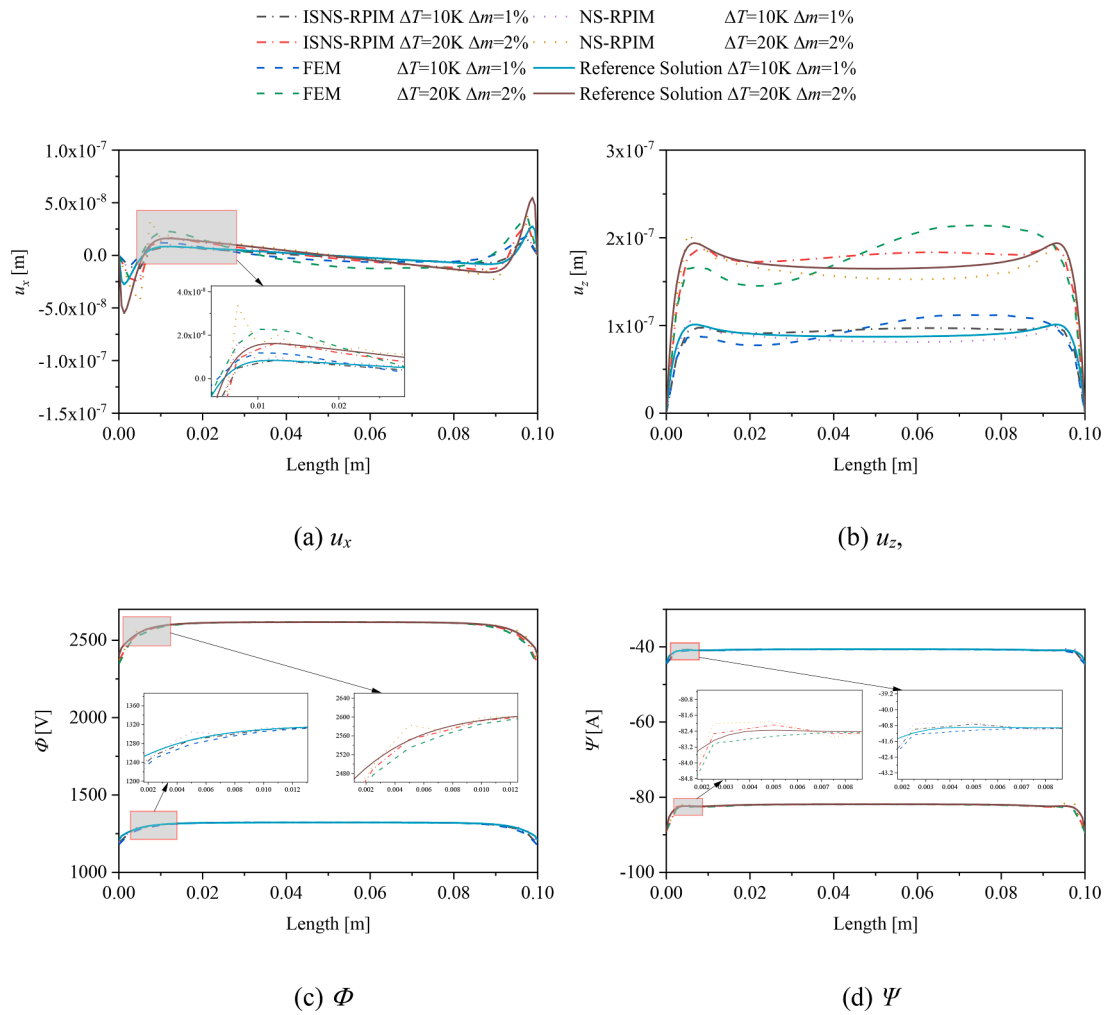 ISNS-RPIM ΔT=10K Δm=1% NS-RPIM ΔT=10K Δm=1%
ISNS-RPIM ΔT=20K Δm=2% NS-RPIM ΔT=20K Δm=2%
FEM ΔT=10K Δm=1% Reference Solution ΔT=10K Δm=1%
FEM ΔT=20K Δm=2% Reference Solution ΔT=20K Δm=2%
1.0x10⁻⁷
5.0x10⁻⁸
0.0
-5.0x10⁻⁸
-1.0x10⁻⁷
-1.5x10⁻⁷
uₓ [m]
4.0x10⁻⁸
2.0x10⁻⁸
0.0
0.01 0.02
0.00 0.02 0.04 0.06 0.08 0.10
Length [m]
(a) uₓ
3x10⁻⁷
2x10⁻⁷
1x10⁻⁷
0
u_z [m]
0.00 0.02 0.04 0.06 0.08 0.10
Length [m]
(b) u_z,
2500
2000
1500
1000
Φ [V]
1320
1280
1240
1200
0.002 0.004 0.006 0.008 0.010 0.012
2640
2600
2560
2520
2480
0.002 0.004 0.006 0.008 0.010 0.012
0.00 0.02 0.04 0.06 0.08 0.10
Length [m]
(c) Φ
-40
-60
-80
-100
Ψ [A]
-80.8
-81.6
-82.4
-83.2
-84.0
-84.8
0.002 0.003 0.004 0.005 0.006 0.007 0.008
-39.2
-40.0
-40.8
-41.6
-42.4
-43.2
0.002 0.003 0.004 0.005 0.006 0.007 0.008
0.00 0.02 0.04 0.06 0.08 0.10
Length [m]
(d) Ψ